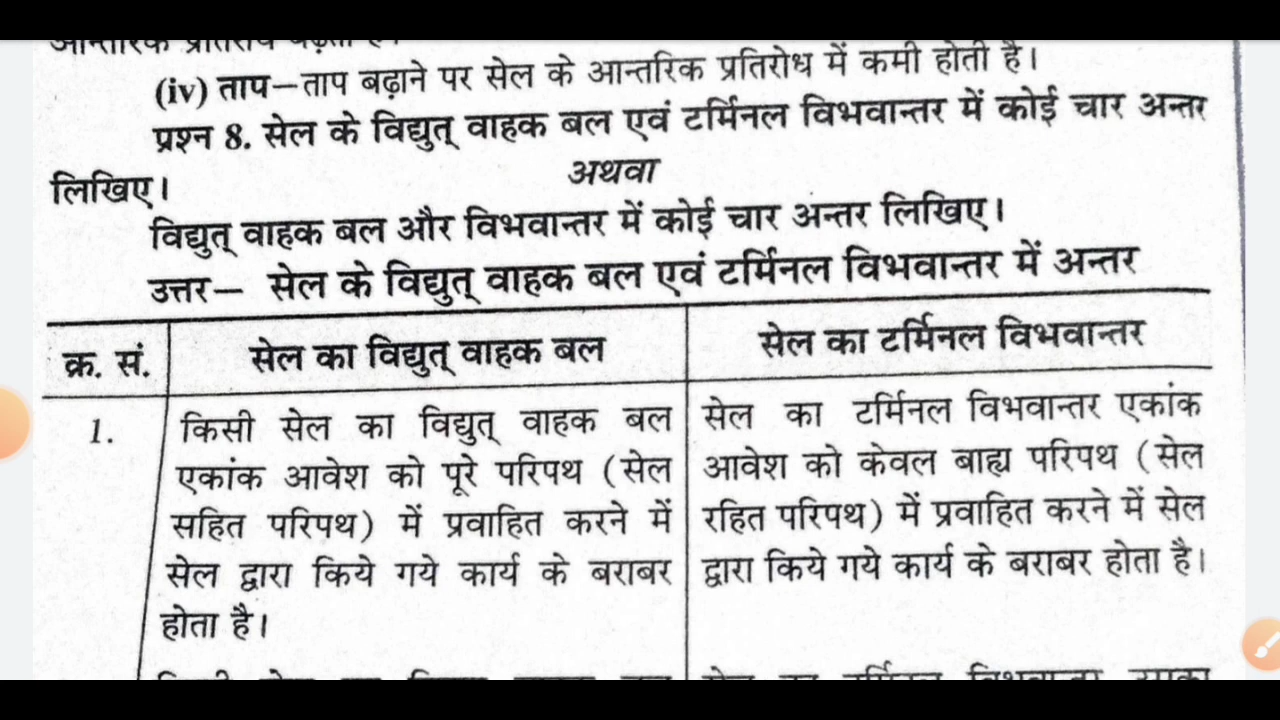 (iv) ताप—ताप बढ़ाने पर सेल के आन्तरिक प्रतिरोध में कमी होती है।
प्रश्न 8. सेल के विद्युत् वाहक बल एवं टर्मिनल विभवान्तर में कोई चार अन्तर
लिखिए।
अथवा
विद्युत् वाहक बल और विभवान्तर में कोई चार अन्तर लिखिए।
उत्तर— सेल के विद्युत् वाहक बल एवं टर्मिनल विभवान्तर में अन्तर
क्र. सं. सेल का विद्युत् वाहक बल सेल का टर्मिनल विभवान्तर
1.
किसी सेल का विद्युत् वाहक बल
एकांक आवेश को पूरे परिपथ (सेल
सहित परिपथ) में प्रवाहित करने में
सेल द्वारा किये गये कार्य के बराबर
होता है।
सेल का टर्मिनल विभवान्तर एकांक
आवेश को केवल बाह्य परिपथ (सेल
रहित परिपथ) में प्रवाहित करने में सेल
द्वारा किये गये कार्य के बराबर होता है।